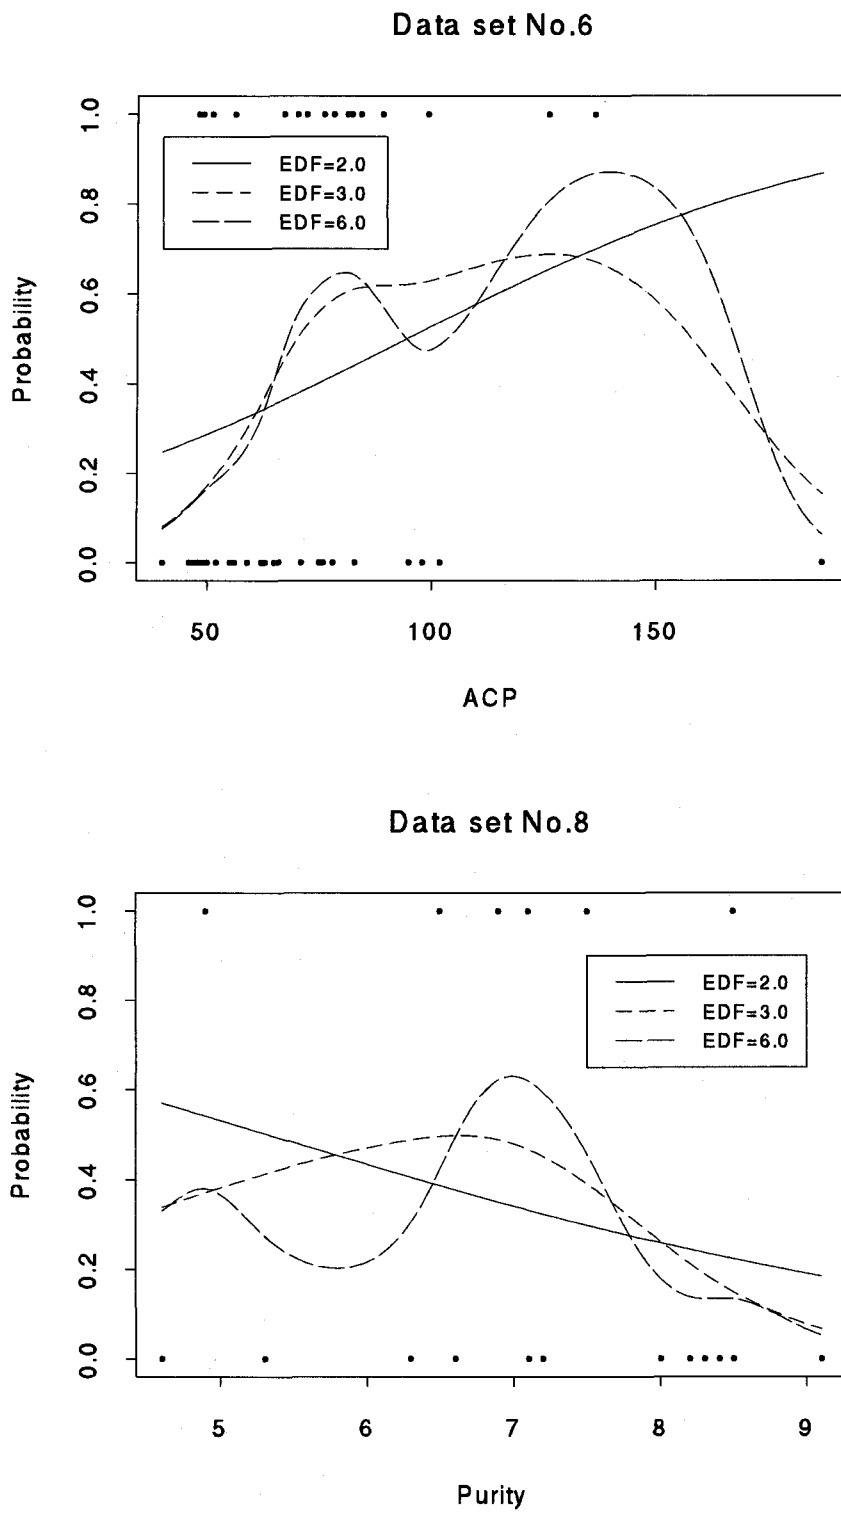 Data set No.6
1.0
0.8
0.6
0.4
0.2
0.0
Probability
EDF=2.0
EDF=3.0
EDF=6.0
50 100 150
ACP
Data set No.8
1.0
0.8
0.6
0.4
0.2
0.0
Probability
EDF=2.0
EDF=3.0
EDF=6.0
5 6 7 8 9
Purity